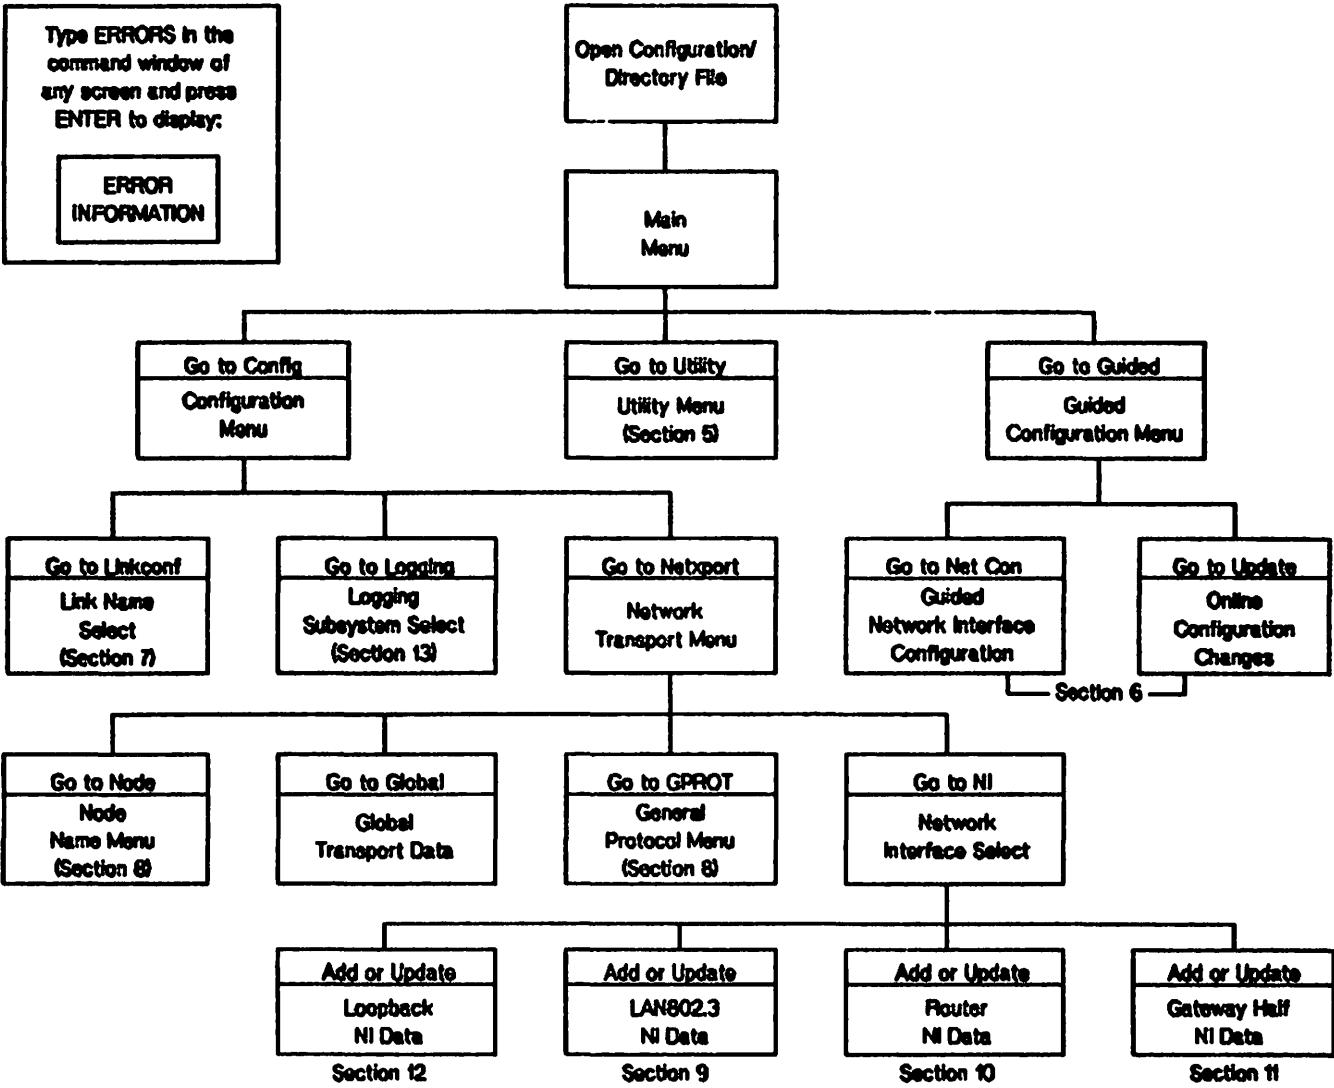 Type ERRORS in the
command window of
any screen and press
ENTER to display:
ERROR
INFORMATION
Open Configuration/
Directory File
Main
Menu
Go to Config
Configuration
Menu
Go to Utility
Utility Menu
(Section 5)
Go to Guided
Guided
Configuration Menu
Go to Linkconf
Link Name
Select
(Section 7)
Go to Logging
Logging
Subsystem Select
(Section 13)
Go to Netxport
Network
Transport Menu
Go to Net Con
Guided
Network Interface
Configuration
Go to Update
Online
Configuration
Changes
Section 6
Go to Node
Node
Name Menu
(Section 8)
Go to Global
Global
Transport Data
Go to GPROT
General
Protocol Menu
(Section 8)
Go to NI
Network
Interface Select
Add or Update
Loopback
NI Data
Section 12
Add or Update
LAN802.3
NI Data
Section 9
Add or Update
Router
NI Data
Section 10
Add or Update
Gateway Half
NI Data
Section 11